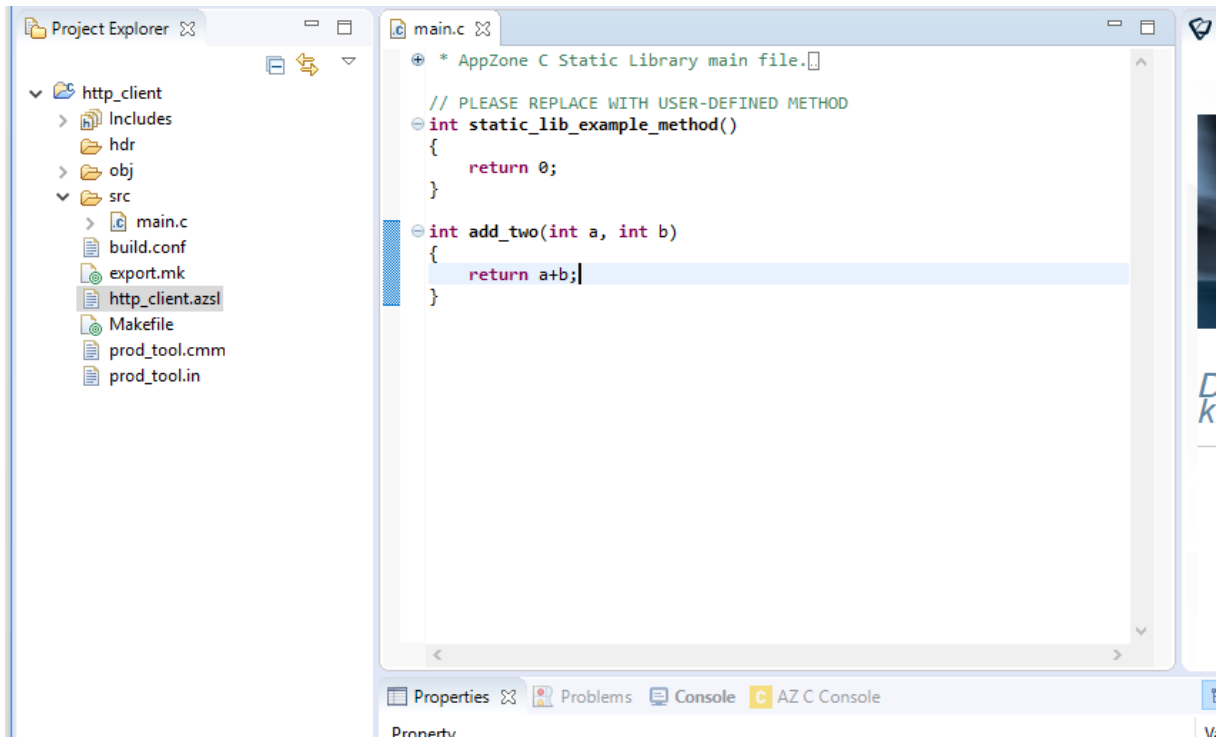 Project Explorer
http_client
Includes
hdr
obj
src
main.c
build.conf
export.mk
http_client.azsl
Makefile
prod_tool.cmm
prod_tool.in
main.c
* AppZone C Static Library main file.
// PLEASE REPLACE WITH USER-DEFINED METHOD
int static_lib_example_method()
{
    return 0;
}
int add_two(int a, int b)
{
    return a+b;
}
Properties Problems Console C AZ C Console
Property